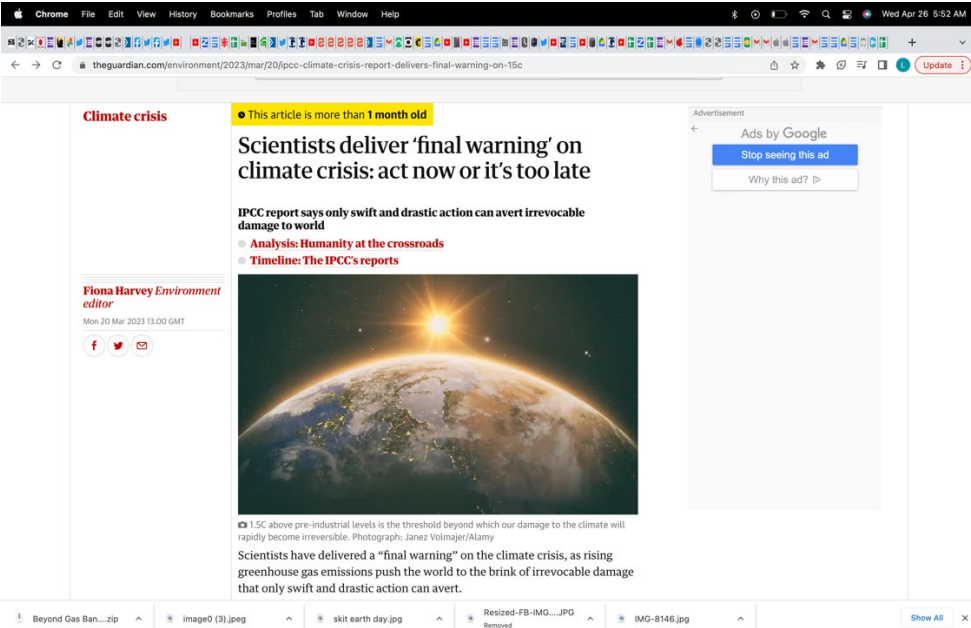 Chrome File Edit View History Bookmarks Profiles Tab Window Help
Wed Apr 26 5:52 AM
theguardian.com/environment/2023/mar/20/ipcc-climate-crisis-report-delivers-final-warning-on-15c
L
Update
Climate crisis
This article is more than 1 month old
Scientists deliver ‘final warning’ on
climate crisis: act now or it’s too late
IPCC report says only swift and drastic action can avert irrevocable
damage to world
Analysis: Humanity at the crossroads
Timeline: The IPCC’s reports
Fiona Harvey Environment
editor
Mon 20 Mar 2023 13.00 GMT
1.5C above pre-industrial levels is the threshold beyond which our damage to the climate will
rapidly become irreversible. Photograph: Janez Volmajer/Alamy
Scientists have delivered a “final warning” on the climate crisis, as rising
greenhouse gas emissions push the world to the brink of irrevocable damage
that only swift and drastic action can avert.
Advertisement
Ads by Google
Stop seeing this ad
Why this ad?
Beyond Gas Ban....zip
image0 (3).jpeg
skit earth day.jpg
Resized-FB-IMG....JPG
Removed
IMG-8146.jpg
Show All